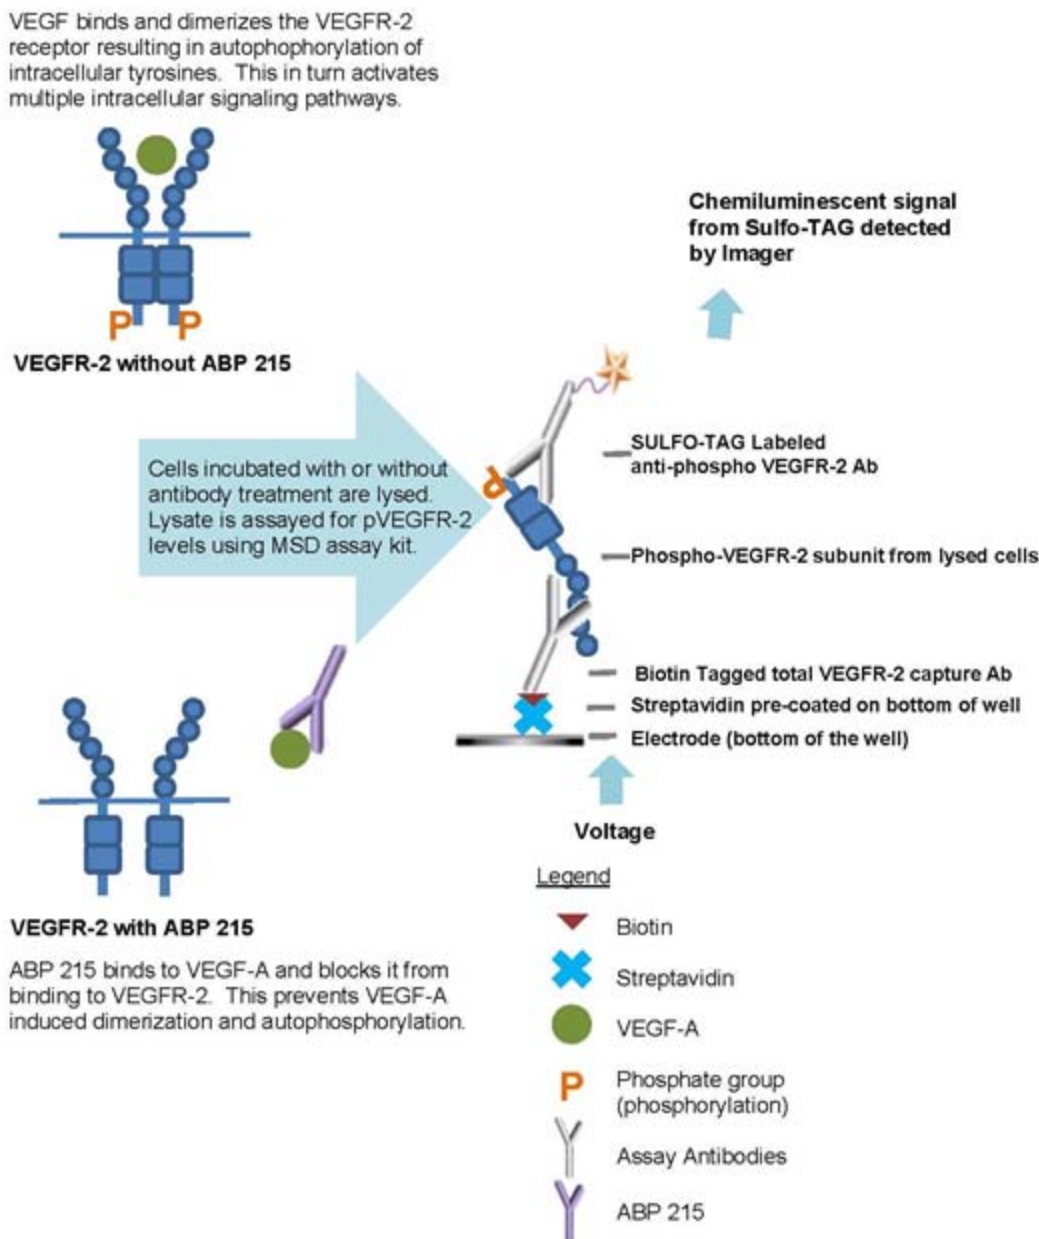 VEGF binds and dimerizes the VEGFR-2
receptor resulting in autophophorylation of
intracellular tyrosines. This in turn activates
multiple intracellular signaling pathways.
P P
VEGFR-2 without ABP 215
Chemiluminescent signal
from Sulfo-TAG detected
by Imager
Cells incubated with or without
antibody treatment are lysed.
Lysate is assayed for pVEGFR-2
levels using MSD assay kit.
P
SULFO-TAG Labeled
anti-phospho VEGFR-2 Ab
Phospho-VEGFR-2 subunit from lysed cells
Biotin Tagged total VEGFR-2 capture Ab
Streptavidin pre-coated on bottom of well
Electrode (bottom of the well)
Voltage
VEGFR-2 with ABP 215
ABP 215 binds to VEGF-A and blocks it from
binding to VEGFR-2. This prevents VEGF-A
induced dimerization and autophosphorylation.
Legend
Biotin
Streptavidin
VEGF-A
P Phosphate group
(phosphorylation)
Assay Antibodies
ABP 215